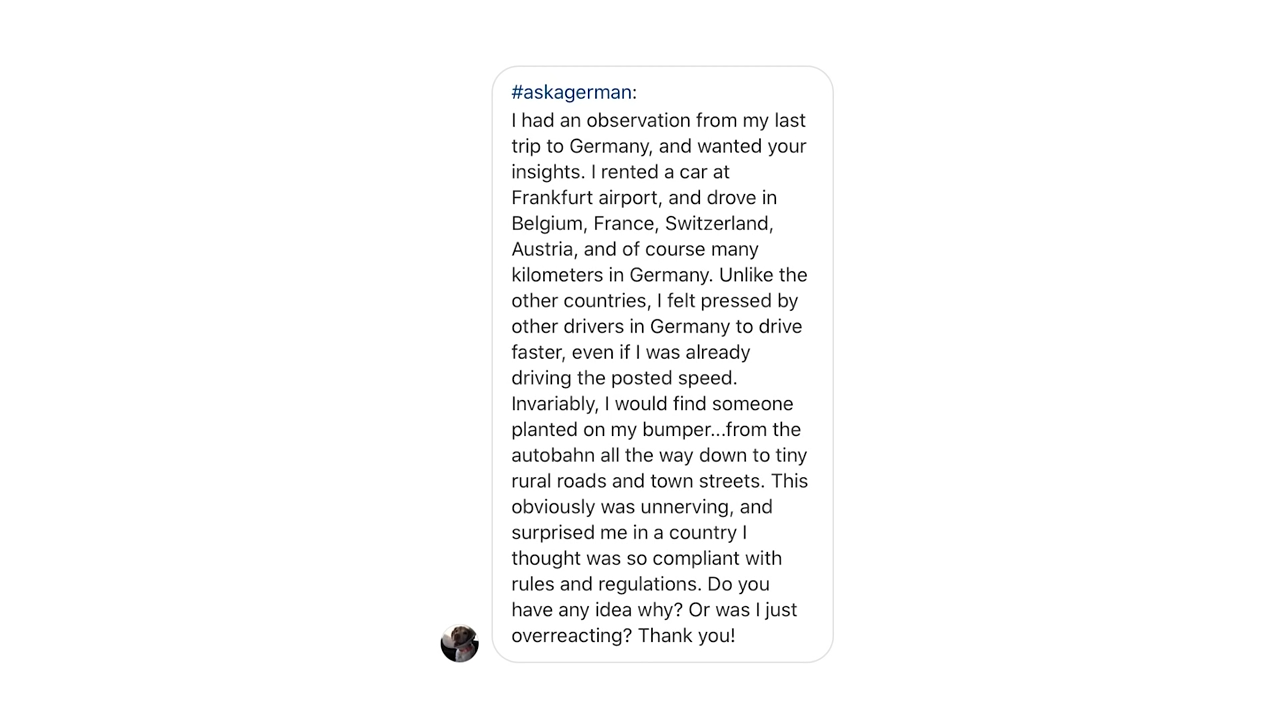 #askagerman:
I had an observation from my last
trip to Germany, and wanted your
insights. I rented a car at
Frankfurt airport, and drove in
Belgium, France, Switzerland,
Austria, and of course many
kilometers in Germany. Unlike the
other countries, I felt pressed by
other drivers in Germany to drive
faster, even if I was already
driving the posted speed.
Invariably, I would find someone
planted on my bumper...from the
autobahn all the way down to tiny
rural roads and town streets. This
obviously was unnerving, and
surprised me in a country I
thought was so compliant with
rules and regulations. Do you
have any idea why? Or was I just
overreacting? Thank you!